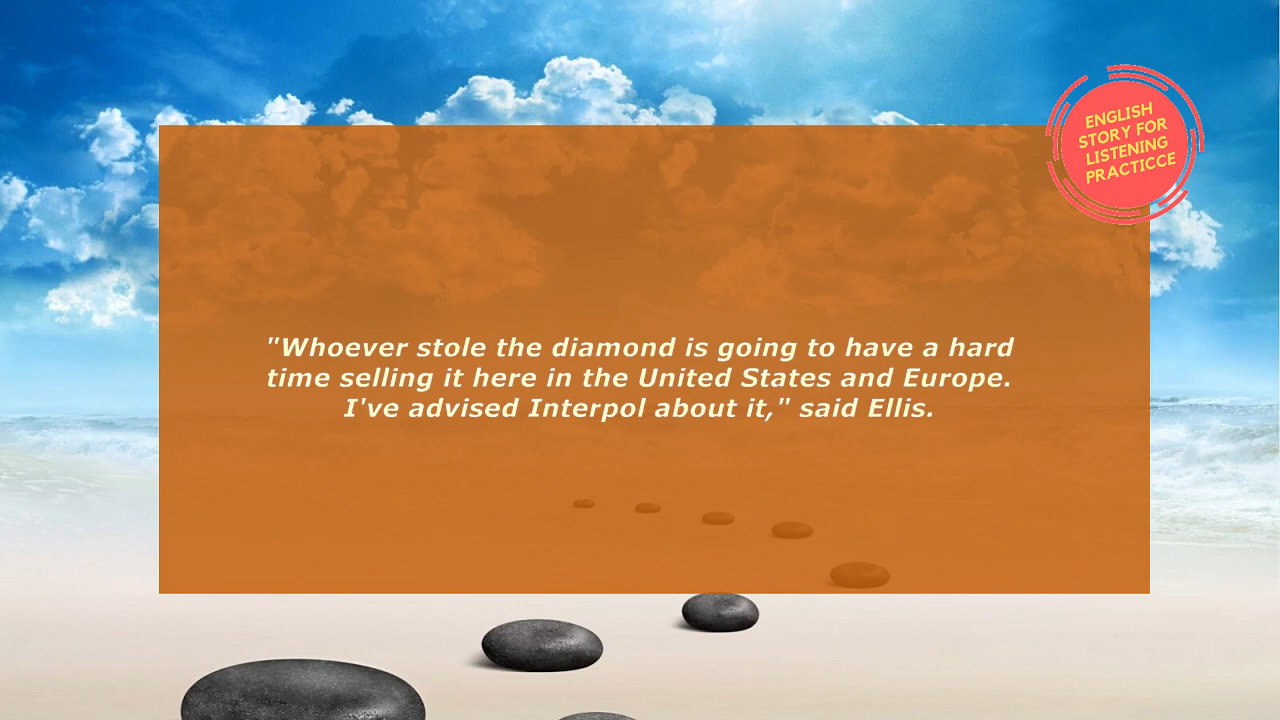 ENGLISH
STORY FOR
LISTENING
PRACTICCE
"Whoever stole the diamond is going to have a hard
time selling it here in the United States and Europe.
I've advised Interpol about it," said Ellis.